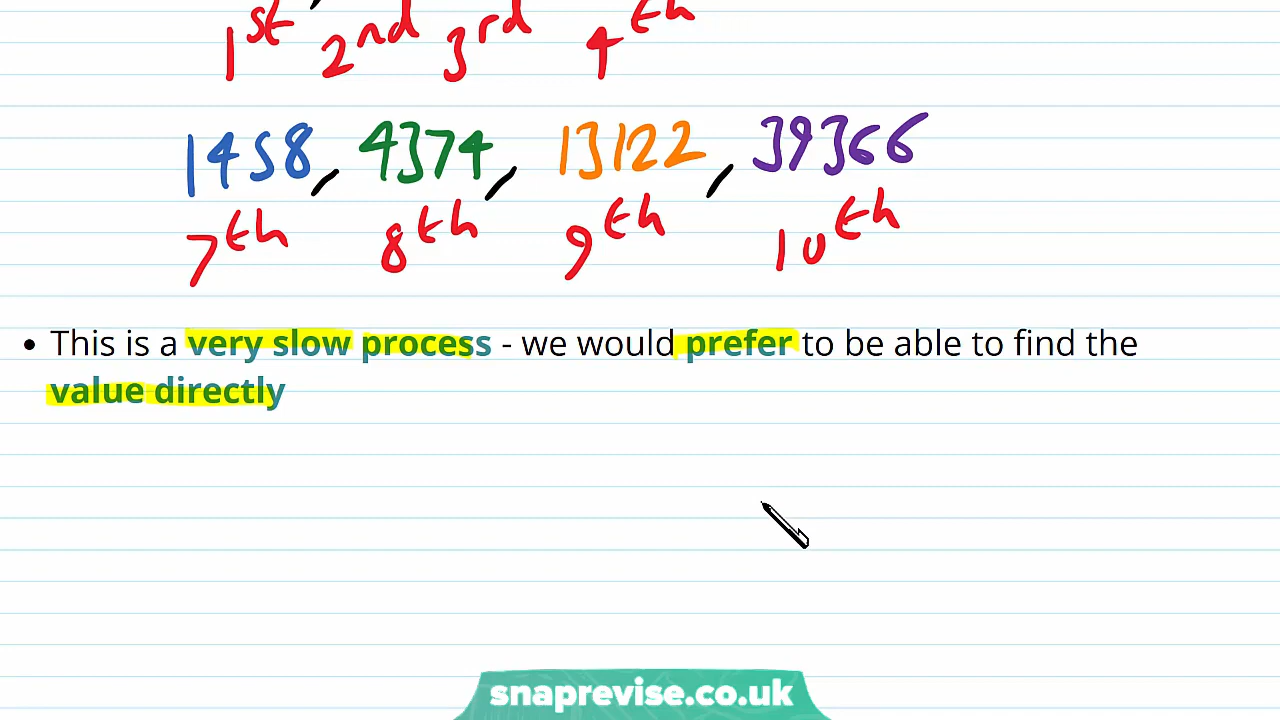 1st 2nd 3rd 4th
1458, 4374, 13122, 39366
7th 8th 9th 10th
• This is a very slow process - we would prefer to be able to find the
value directly
snaprevise.co.uk